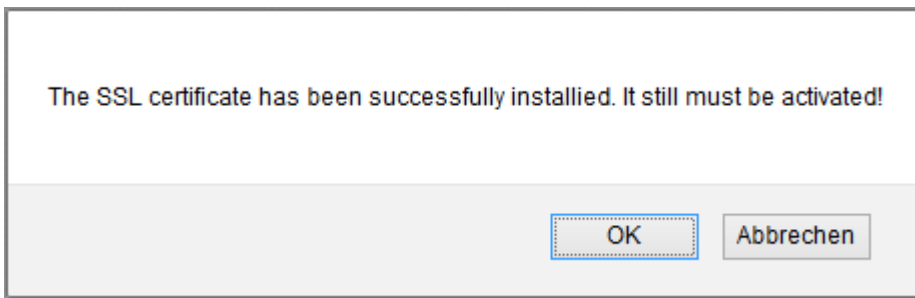 The SSL certificate has been successfully installied. It still must be activated!
OK
Abbrechen